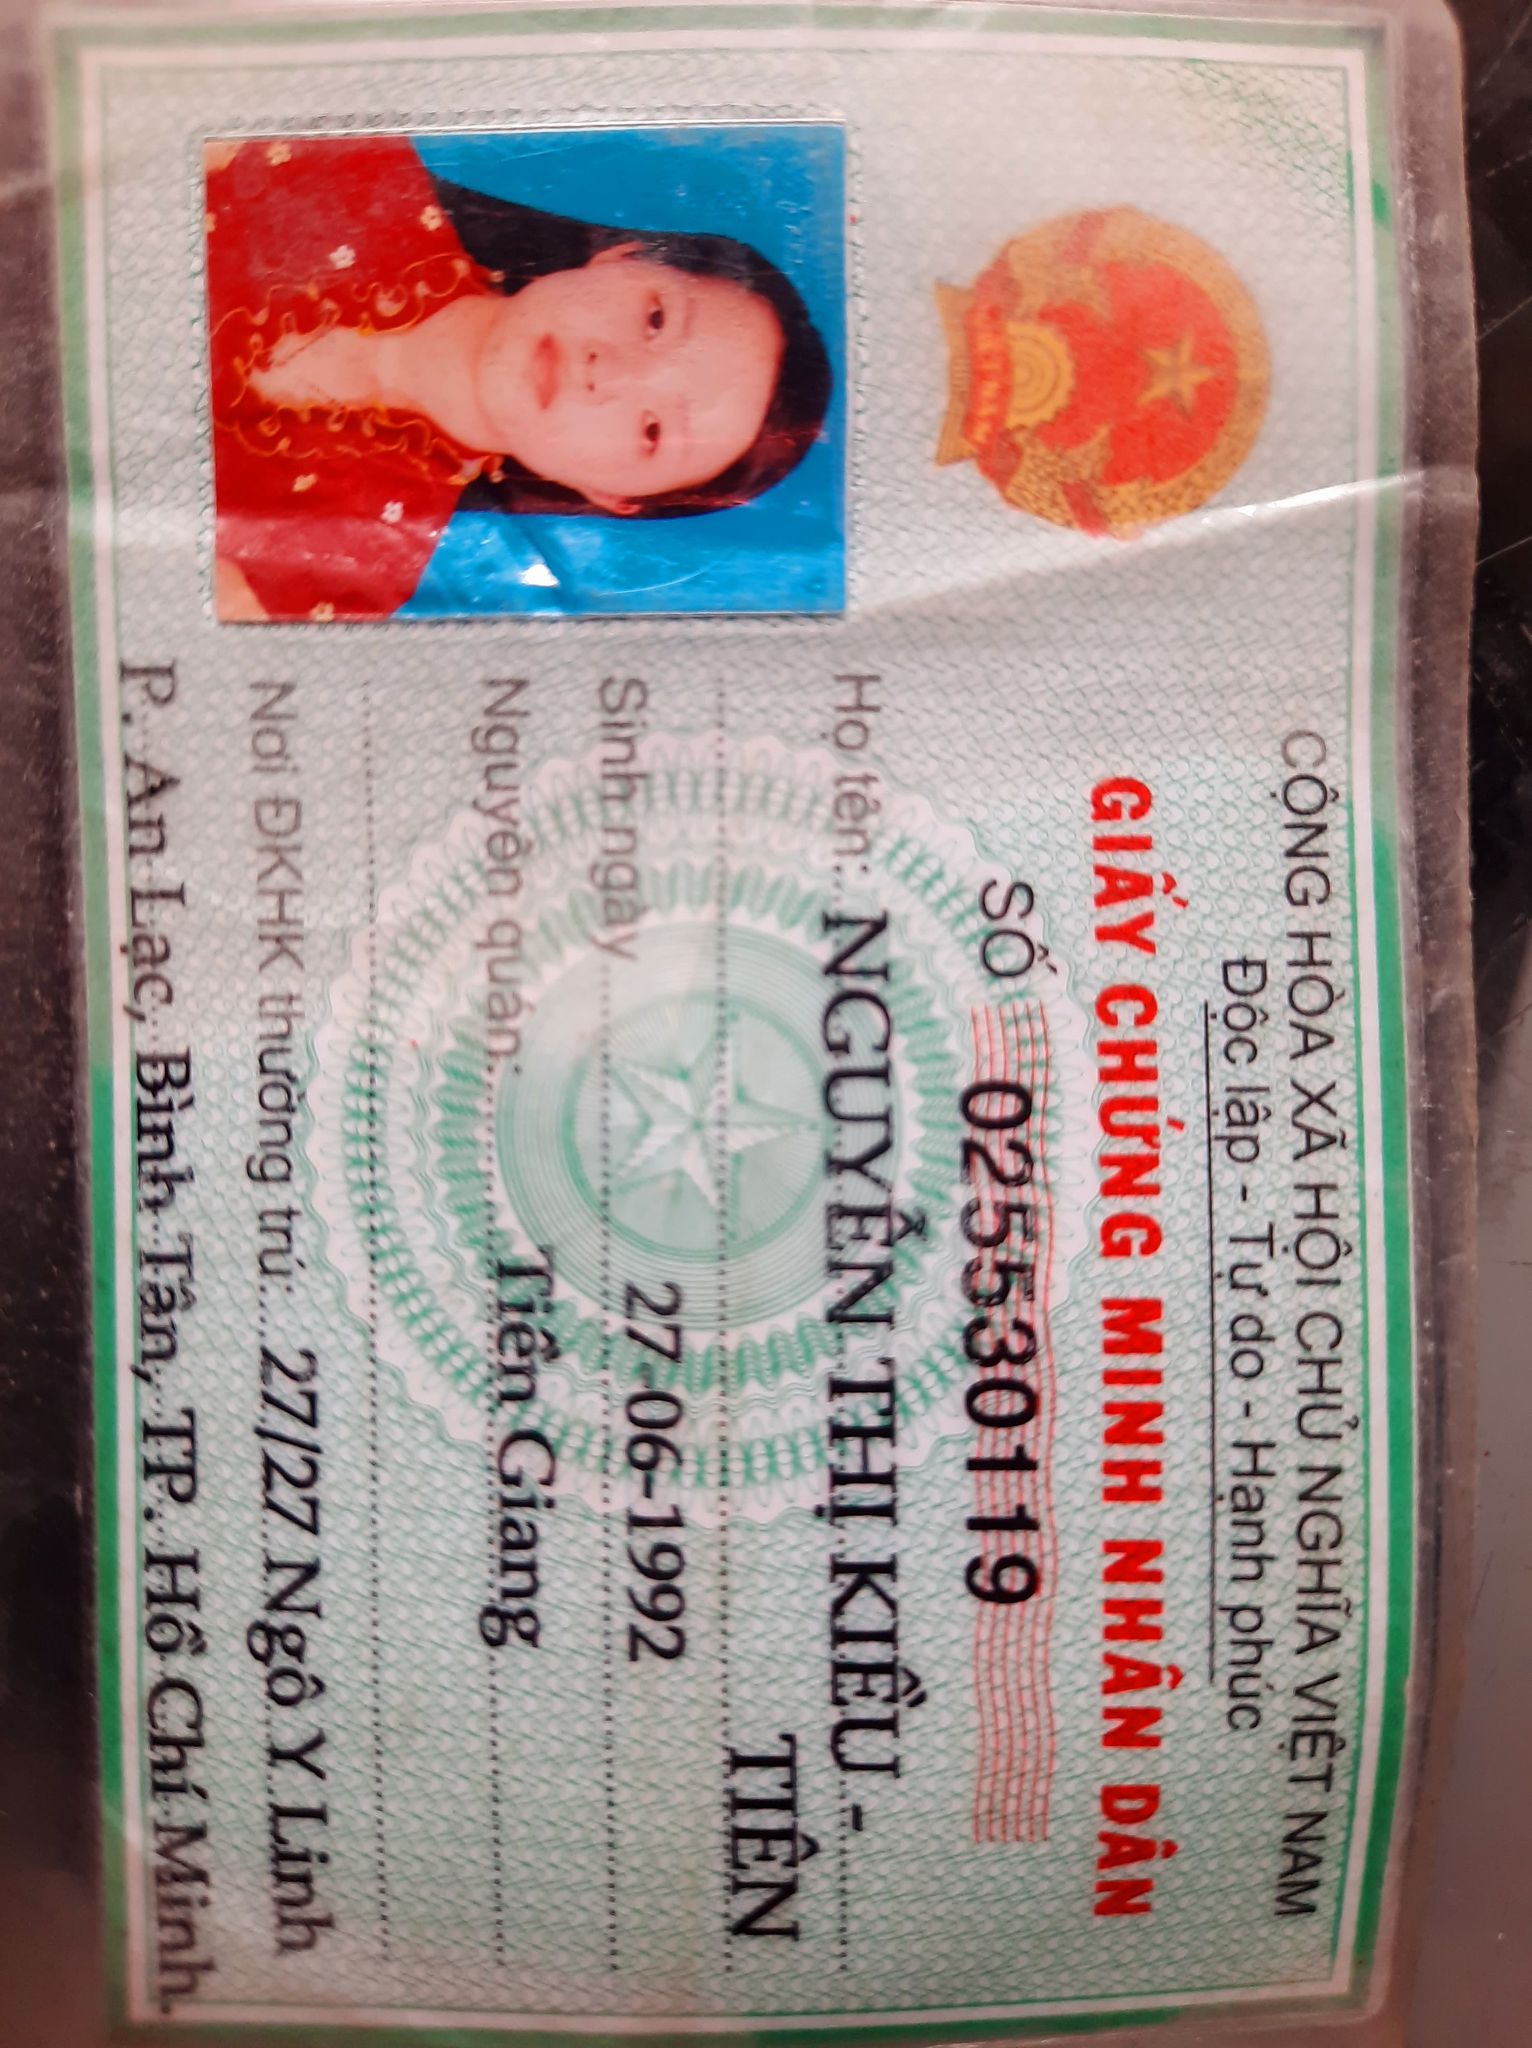 CỘNG HÒA XÃ HỘI CHỦ NGHĨA VIỆT NAM
Độc lập - Tự do - Hạnh phúc
GIẤY CHỨNG MINH NHÂN DÂN
SỐ 025530119
Họ tên: NGUYỄN THỊ KIỀU -
TIÊN
Sinh ngày 27-06-1992
Nguyên quán: Tiền Giang
Nơi ĐKHK thường trú: 27/27 Ngô Y Linh
P. An Lạc, Bình Tân, TP. Hồ Chí Minh.
VIỆT NAM